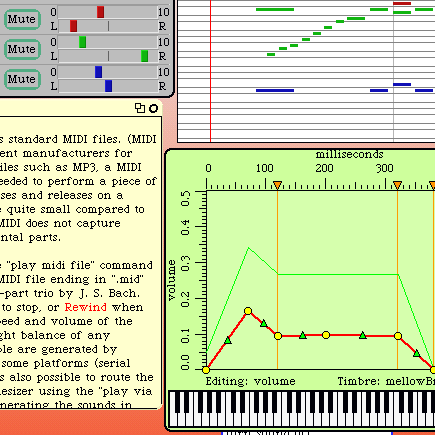 0 10
Mute
L R
0 10
Mute
L R
0 10
Mute
L R
s standard MIDI files. (MIDI
ent manufacturers for
iles such as MP3, a MIDI
eeded to perform a piece of
ses and releases on a
quite small compared to
MIDI does not capture
ntal parts.
"play midi file" command
MIDI file ending in ".mid"
-part trio by J. S. Bach.
to stop, or Rewind when
eed and volume of the
ght balance of any
ple are generated by
some platforms (serial
s also possible to route the
esizer using the "play via
nerating the sounds in
milliseconds
0 100 200 300
volume
0.5
0.4
0.3
0.2
0.1
0.0
Editing: volume Timbre: mellowBr